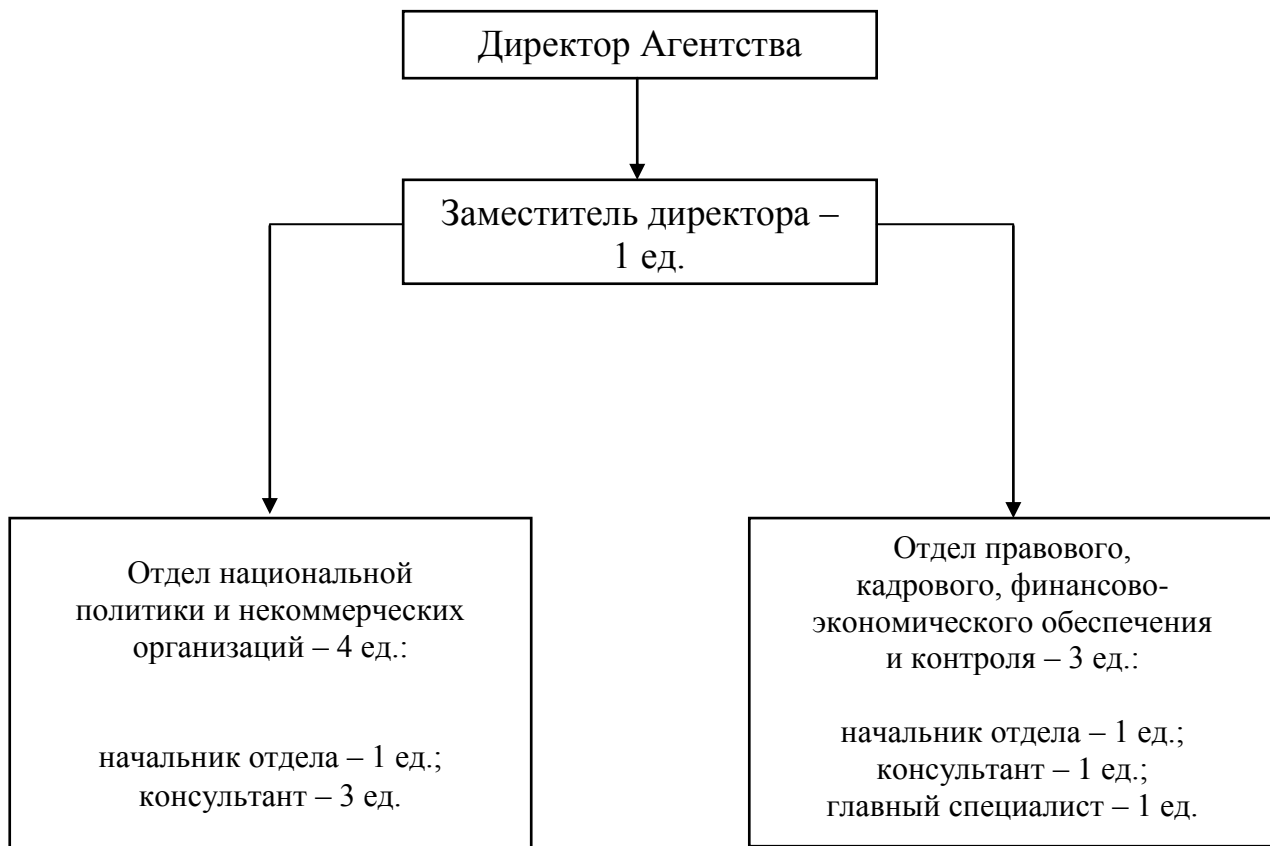 Директор Агентства
Заместитель директора –
1 ед.
Отдел национальной
политики и некоммерческих
организаций – 4 ед.:
начальник отдела – 1 ед.;
консультант – 3 ед.
Отдел правового,
кадрового, финансово-
экономического обеспечения
и контроля – 3 ед.:
начальник отдела – 1 ед.;
консультант – 1 ед.;
главный специалист – 1 ед.